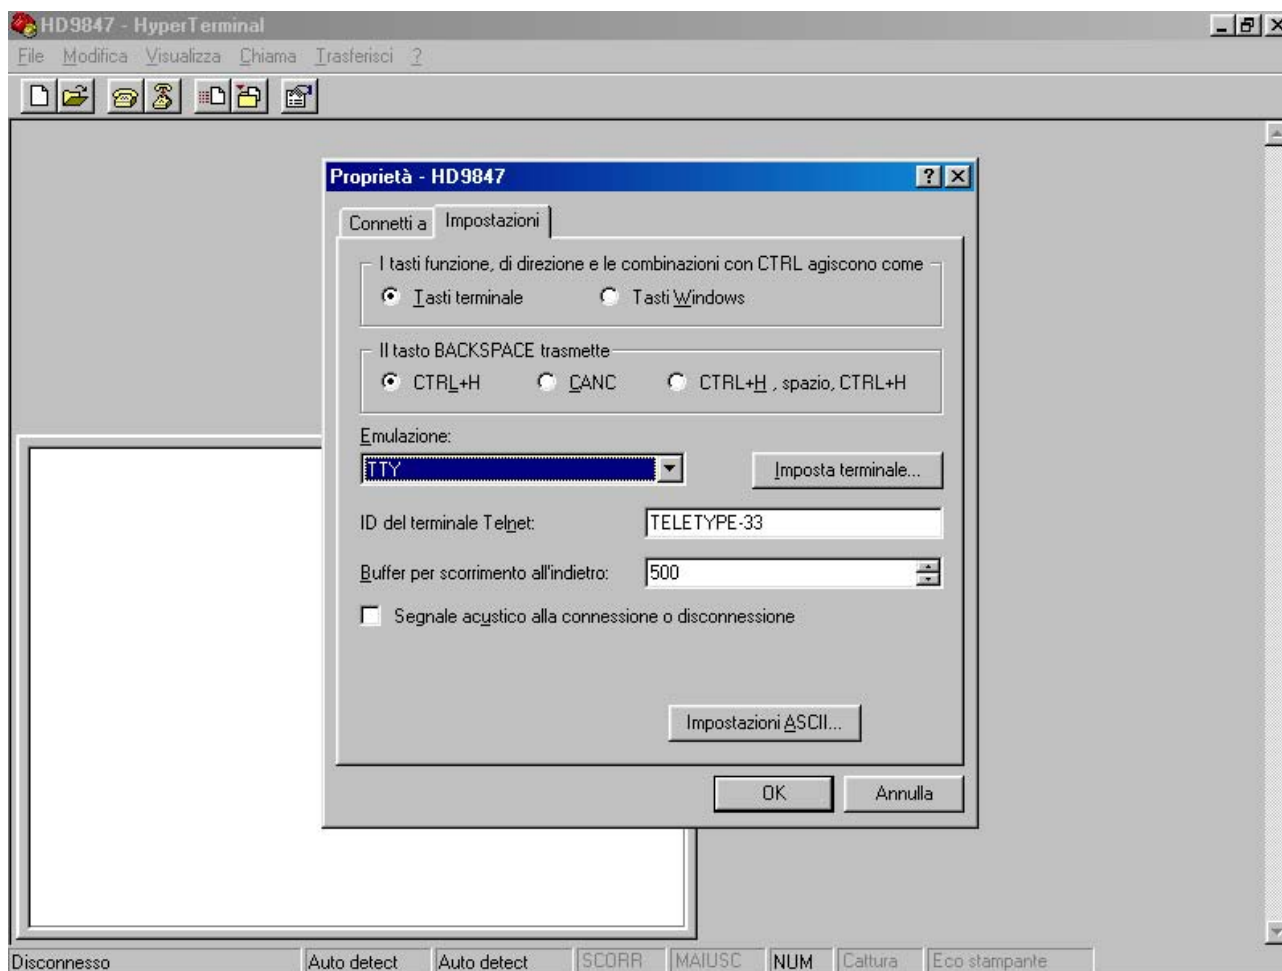 HD9847 - HyperTerminal
File Modifica Visualizza Chiama Trasferisci ?
Proprietà - HD9847
Connetti a Impostazioni
I tasti funzione, di direzione e le combinazioni con CTRL agiscono come
Tasti terminale Tasti Windows
Il tasto BACKSPACE trasmette
CTRL+H CANC CTRL+H , spazio, CTRL+H
Emulazione:
TTY Imposta terminale...
ID del terminale Telnet: TELETYPE-33
Buffer per scorrimento all'indietro: 500
Segnale acustico alla connessione o disconnessione
Impostazioni ASCII...
OK Annulla
Disconnesso Auto detect Auto detect SCORR MAIUSC NUM Cattura Eco stampante